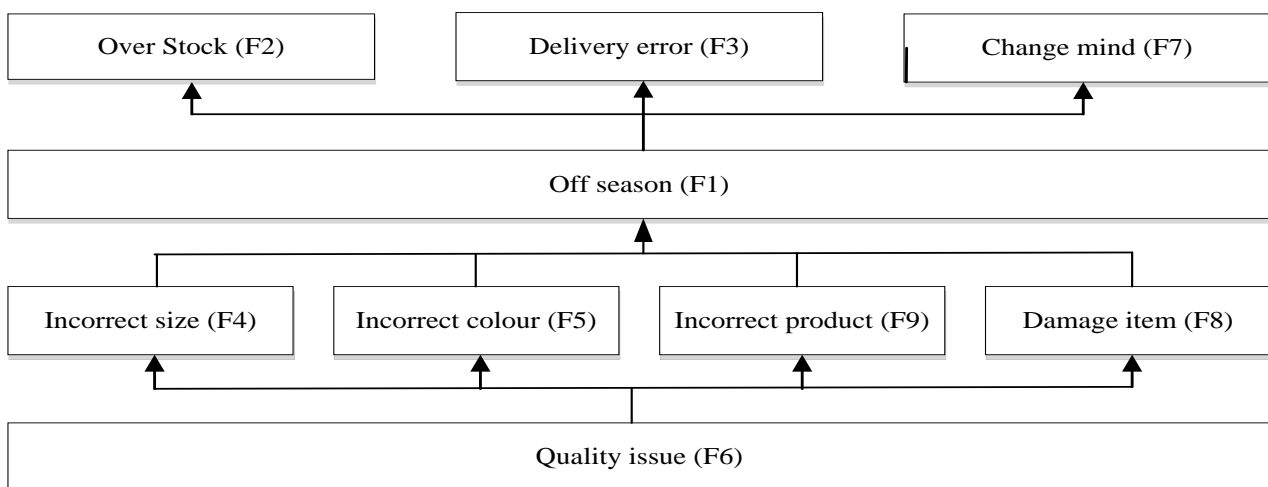 Over Stock (F2)
Delivery error (F3)
Change mind (F7)
Off season (F1)
Incorrect size (F4)
Incorrect colour (F5)
Incorrect product (F9)
Damage item (F8)
Quality issue (F6)